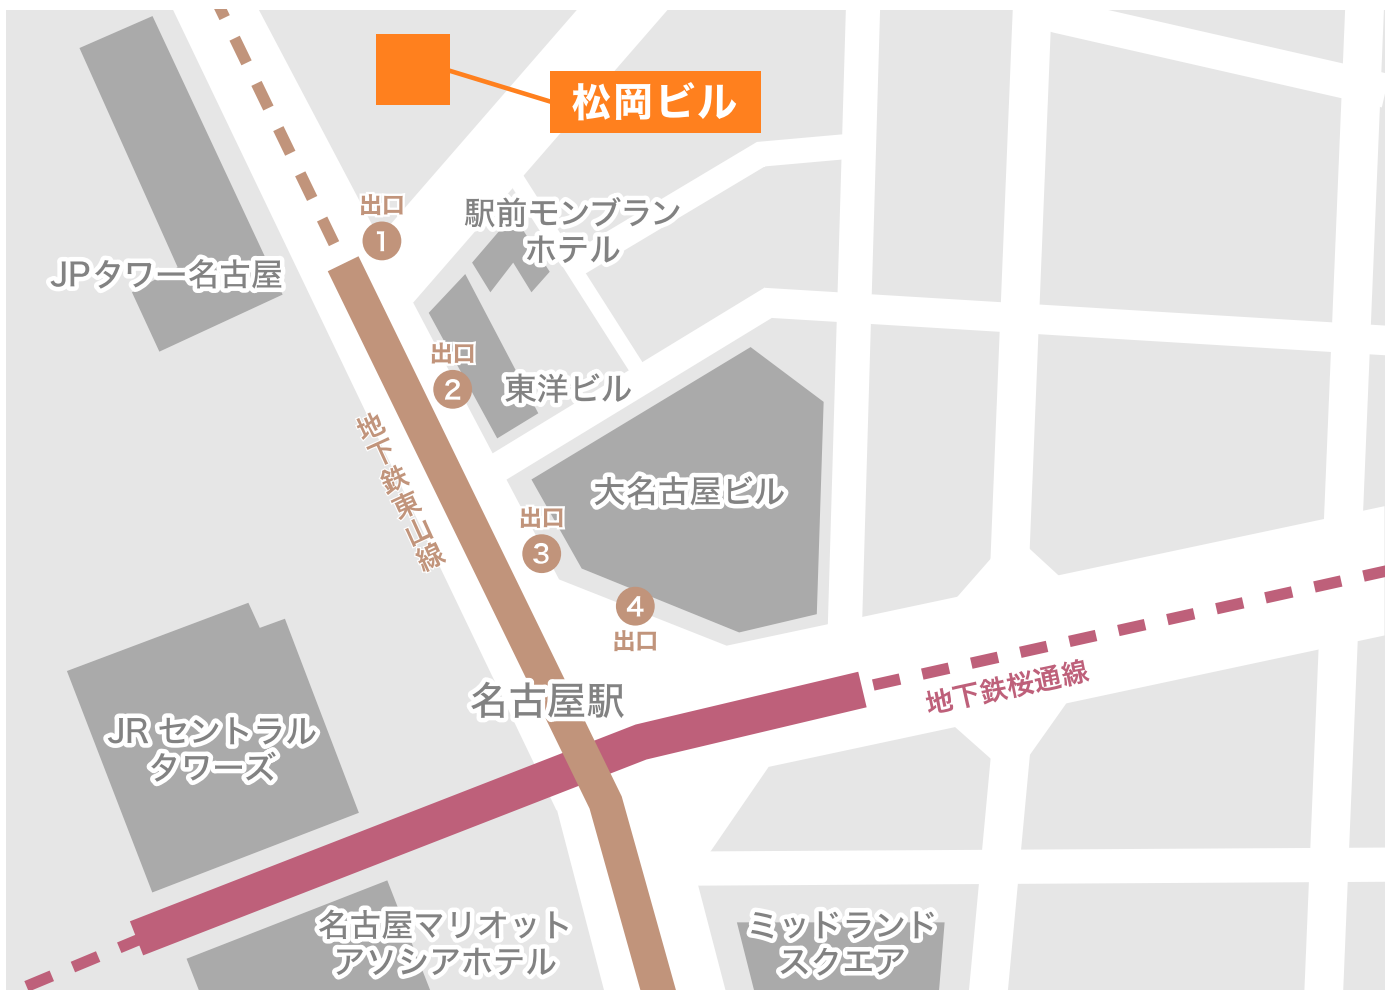 松岡ビル
出口
1
駅前モンブラン
ホテル
JPタワー名古屋
出口
2
東洋ビル
地下鉄東山線
大名古屋ビル
出口
3
4
出口
名古屋駅
地下鉄桜通線
JRセントラル
タワーズ
名古屋マリオット
アソシアホテル
ミッドランド
スクエア